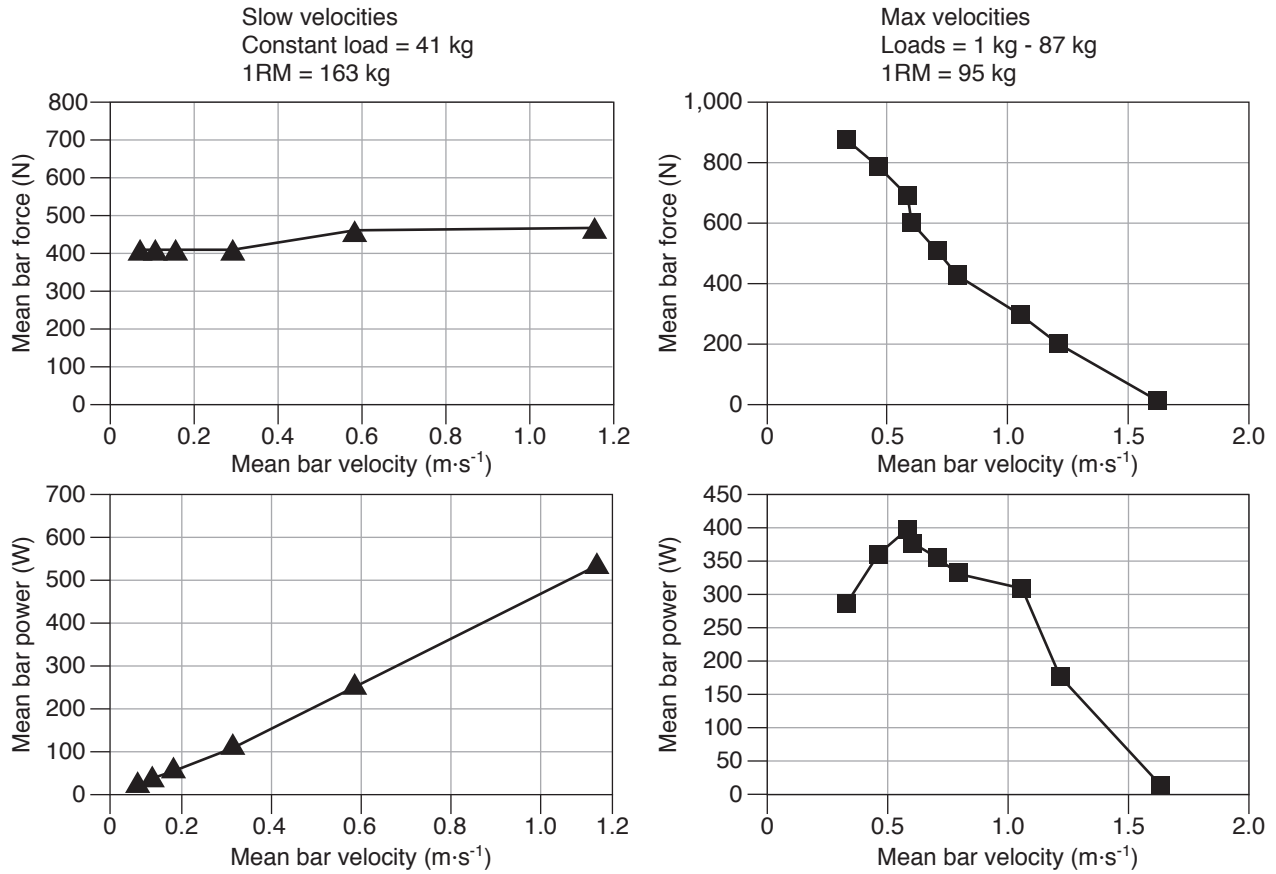 Slow velocities
Constant load = 41 kg
1RM = 163 kg
Max velocities
Loads = 1 kg - 87 kg
1RM = 95 kg
800
700
600
500
400
300
200
100
0
Mean bar force (N)
0 0.2 0.4 0.6 0.8 1.0 1.2
Mean bar velocity (m·s-1)
1,000
800
600
400
200
0
Mean bar force (N)
0 0.5 1.0 1.5 2.0
Mean bar velocity (m·s-1)
700
600
500
400
300
200
100
0
Mean bar power (W)
0 0.2 0.4 0.6 0.8 1.0 1.2
Mean bar velocity (m·s-1)
450
400
350
300
250
200
150
100
50
0
Mean bar power (W)
0 0.5 1.0 1.5 2.0
Mean bar velocity (m·s-1)